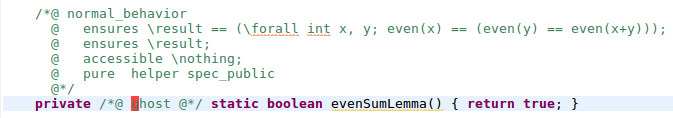 /*@ normal_behavior
@ ensures \result == (\forall int x, y; even(x) == (even(y) == even(x+y)));
@ ensures \result;
@ accessible \nothing;
@ pure helper spec_public
@*/
private /*@ ghost @*/ static boolean evenSumLemma() { return true; }